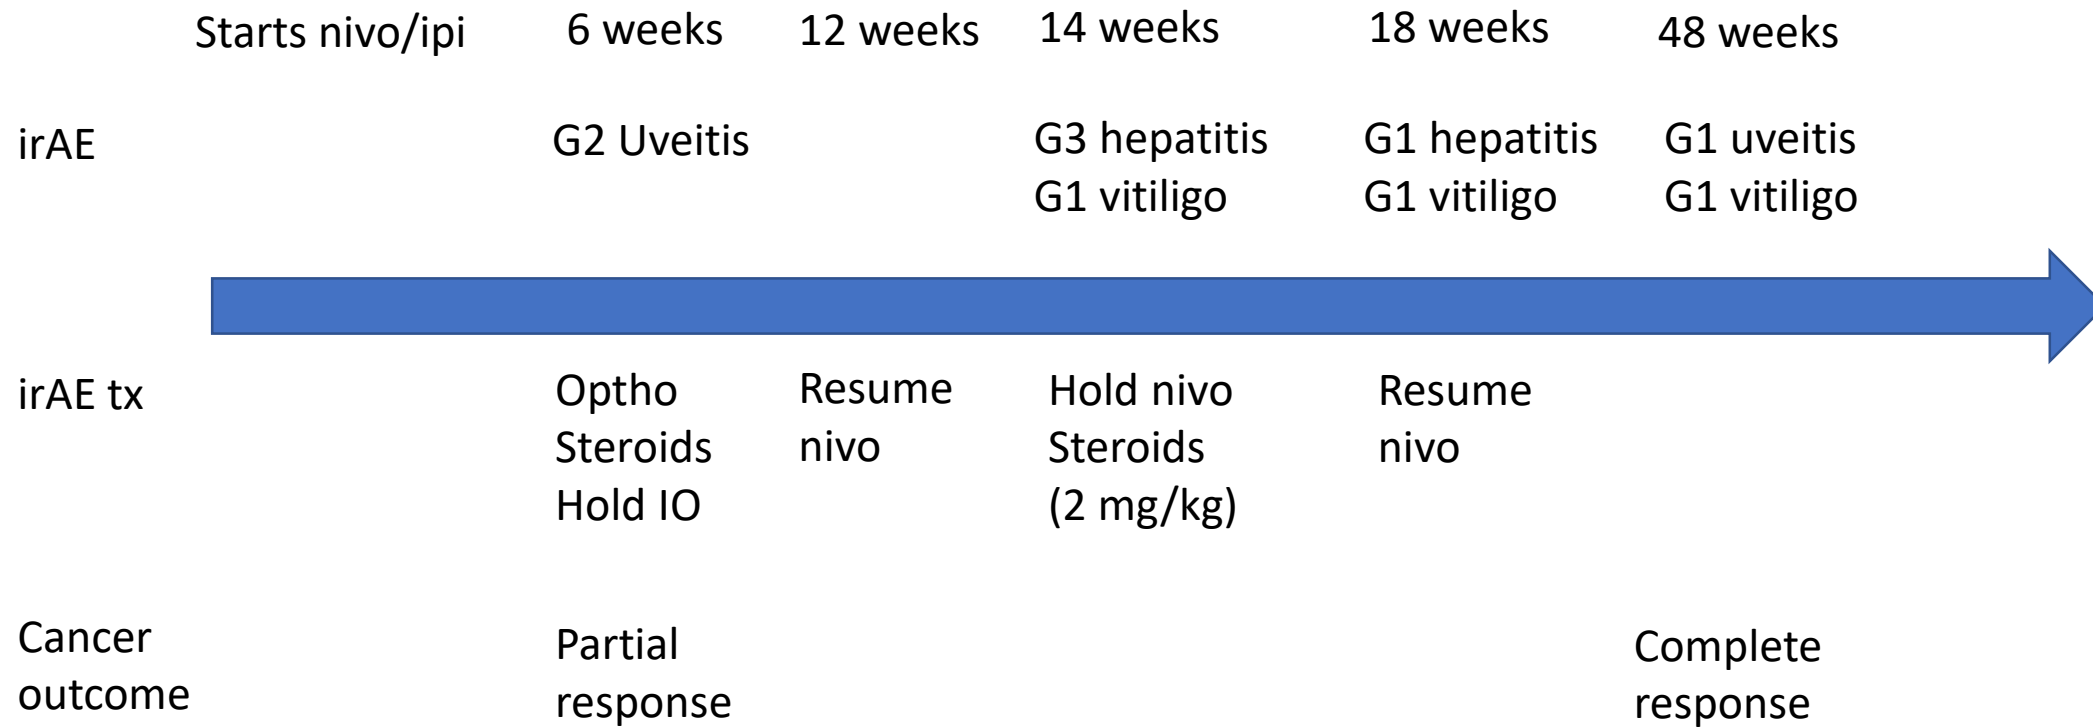 Starts nivo/ipi 6 weeks 12 weeks 14 weeks 18 weeks 48 weeks
irAE G2 Uveitis G3 hepatitis G1 hepatitis G1 uveitis
G1 vitiligo G1 vitiligo G1 vitiligo
irAE tx Optho Resume Hold nivo Resume
Steroids nivo Steroids nivo
Hold IO (2 mg/kg)
Cancer Partial Complete
outcome response response